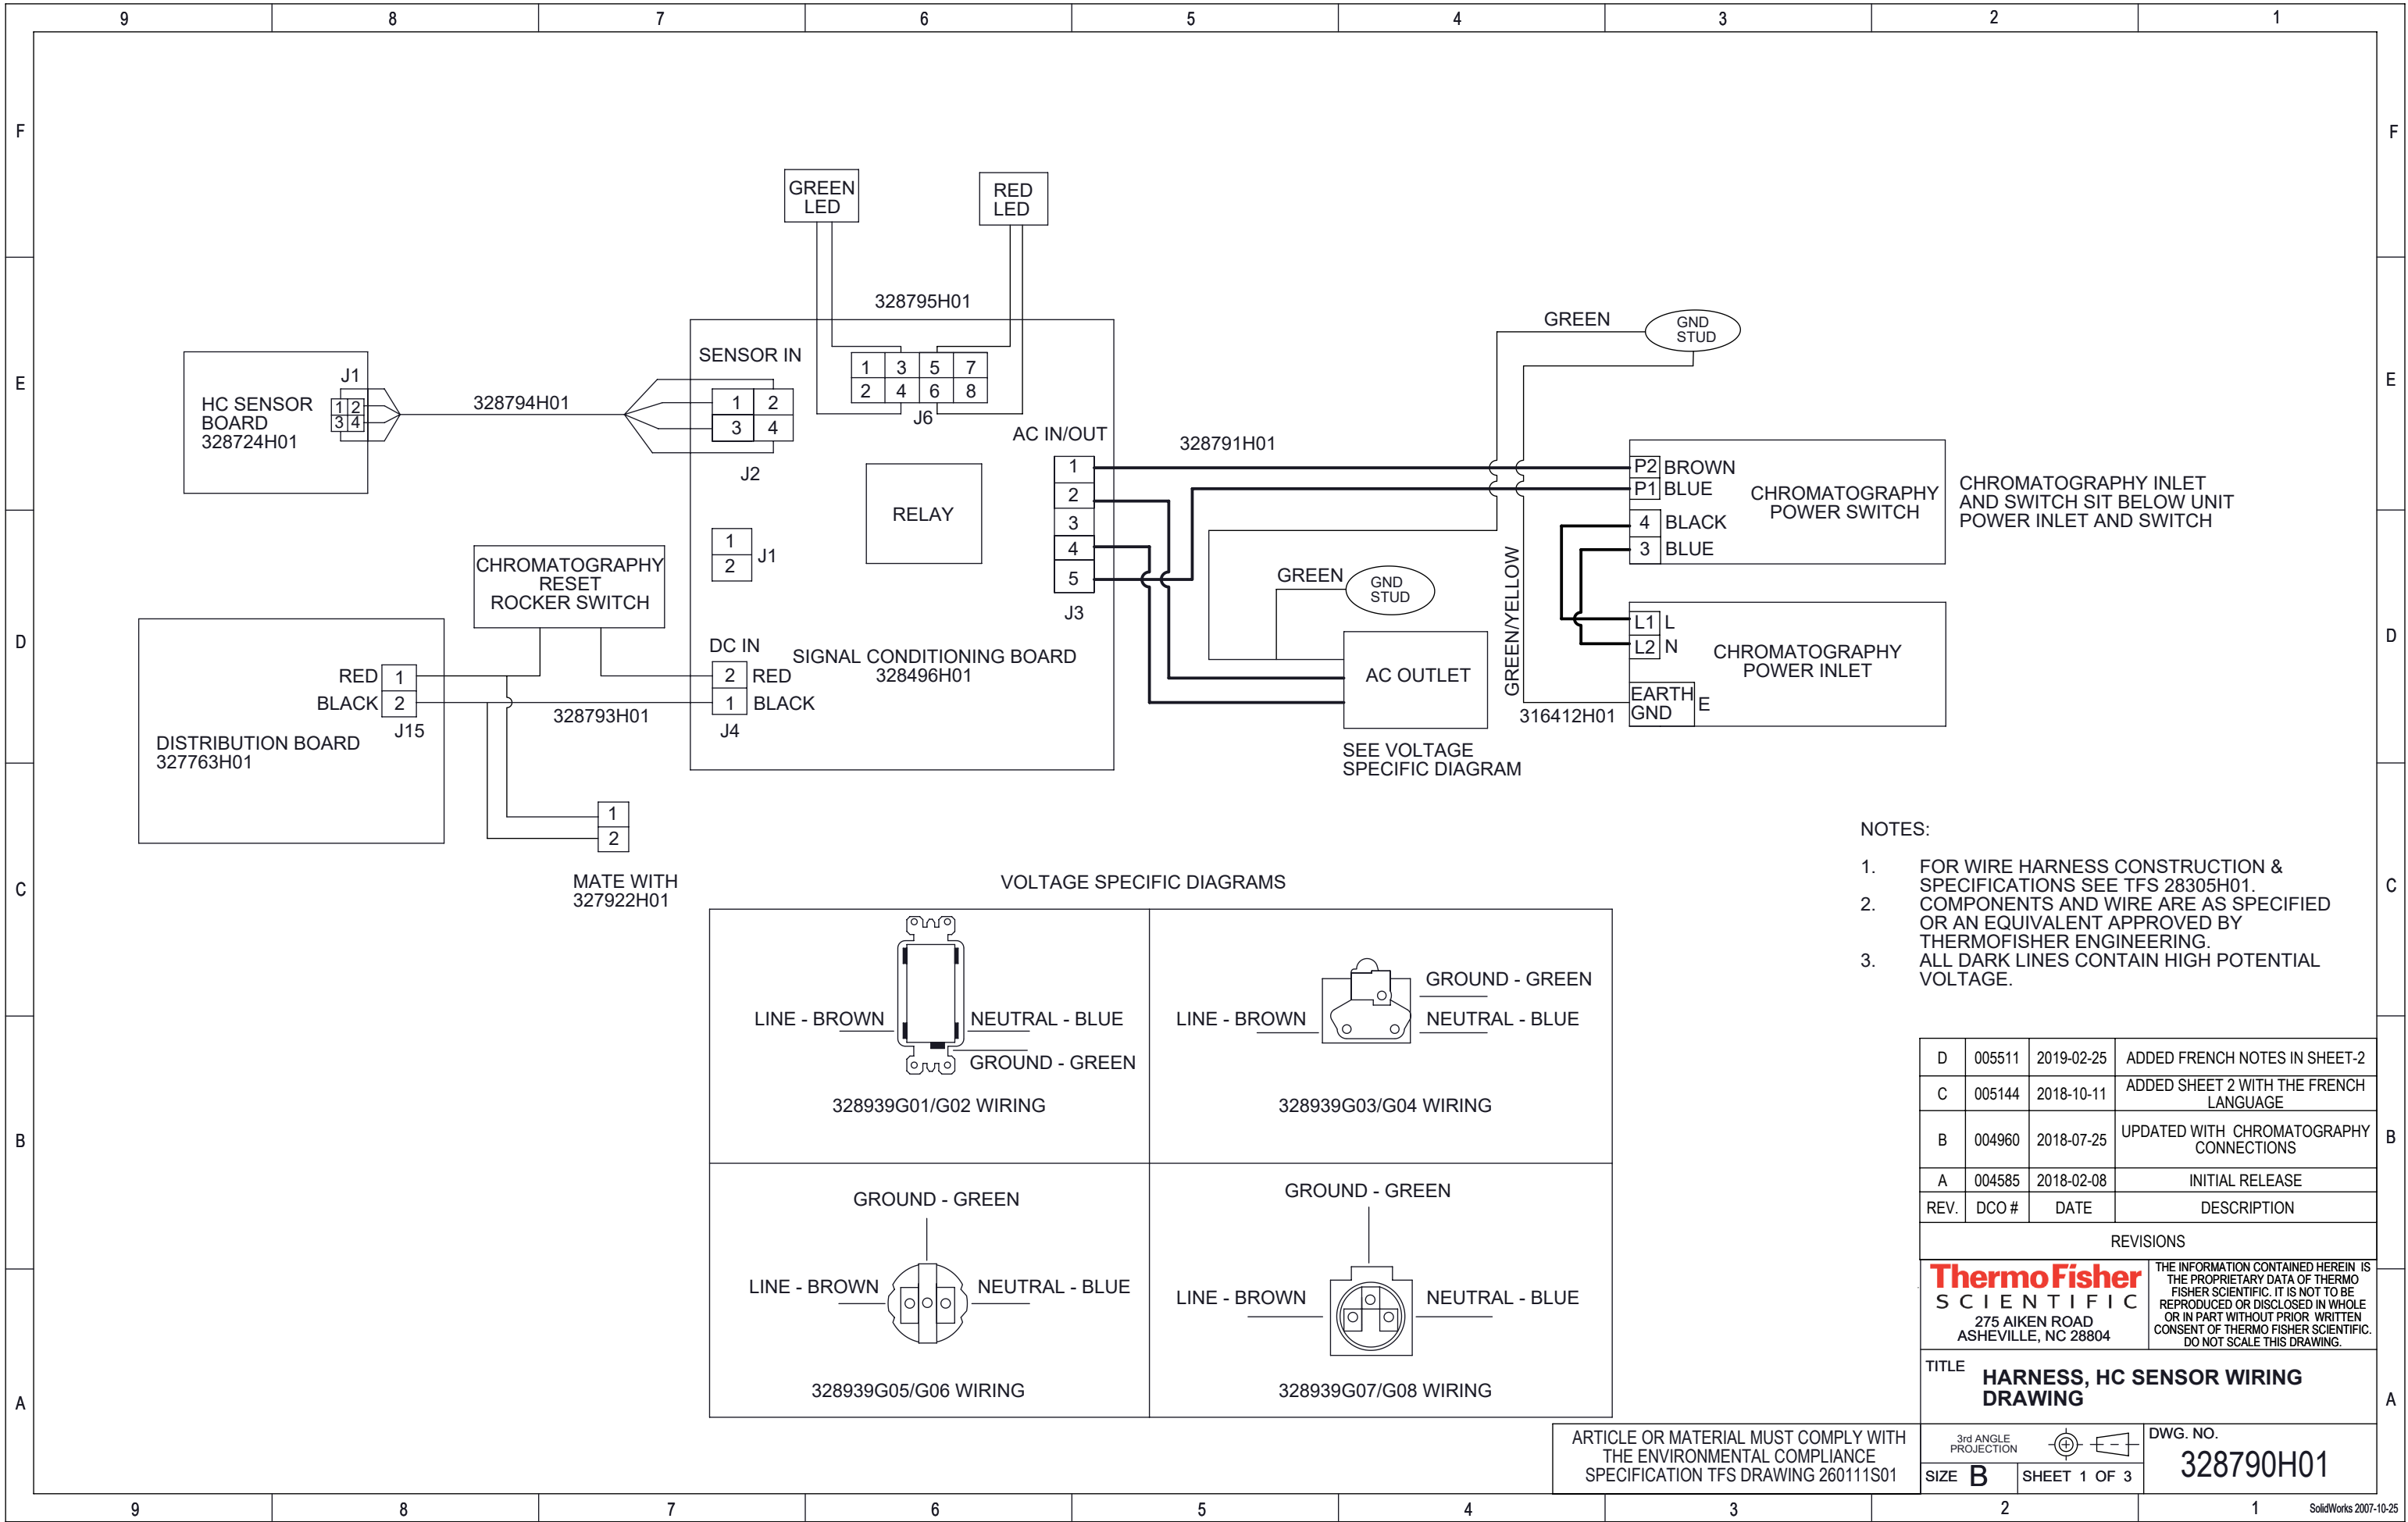 9 8 7 6 5 4 3 2 1
F
F
GREEN
LED
RED
LED
328795H01
GREEN
GND
STUD
E
E
HC SENSOR
BOARD
328724H01
J1
1 2
3 4
328794H01
SENSOR IN
1 2
3 4
J2
1 3 5 7
2 4 6 8
J6
AC IN/OUT
1
2
3
4
5
J3
RELAY
1
2
J1
328791H01
P2 BROWN
P1 BLUE
4 BLACK
3 BLUE
CHROMATOGRAPHY
POWER SWITCH
CHROMATOGRAPHY INLET
AND SWITCH SIT BELOW UNIT
POWER INLET AND SWITCH
D
D
CHROMATOGRAPHY
RESET
ROCKER SWITCH
GREEN
GND
STUD
GREEN/YELLOW
L1 L
L2 N
EARTH
GND
E
CHROMATOGRAPHY
POWER INLET
316412H01
DISTRIBUTION BOARD
327763H01
RED 1
BLACK 2
J15
328793H01
DC IN
2 RED
1 BLACK
J4
SIGNAL CONDITIONING BOARD
328496H01
AC OUTLET
SEE VOLTAGE
SPECIFIC DIAGRAM
1
2
MATE WITH
327922H01
C
C
NOTES:
1. FOR WIRE HARNESS CONSTRUCTION &
SPECIFICATIONS SEE TFS 28305H01.
2. COMPONENTS AND WIRE ARE AS SPECIFIED
OR AN EQUIVALENT APPROVED BY
THERMOFISHER ENGINEERING.
3. ALL DARK LINES CONTAIN HIGH POTENTIAL
VOLTAGE.
VOLTAGE SPECIFIC DIAGRAMS
LINE - BROWN
NEUTRAL - BLUE
GROUND - GREEN
328939G01/G02 WIRING
LINE - BROWN
GROUND - GREEN
NEUTRAL - BLUE
328939G03/G04 WIRING
GROUND - GREEN
LINE - BROWN
NEUTRAL - BLUE
328939G05/G06 WIRING
GROUND - GREEN
LINE - BROWN
NEUTRAL - BLUE
328939G07/G08 WIRING
B
B
D 005511 2019-02-25 ADDED FRENCH NOTES IN SHEET-2
C 005144 2018-10-11 ADDED SHEET 2 WITH THE FRENCH
LANGUAGE
B 004960 2018-07-25 UPDATED WITH CHROMATOGRAPHY
CONNECTIONS
A 004585 2018-02-08 INITIAL RELEASE
REV. DCO # DATE DESCRIPTION
REVISIONS
ThermoFisher
SCIENTIFIC
275 AIKEN ROAD
ASHEVILLE, NC 28804
THE INFORMATION CONTAINED HEREIN IS
THE PROPRIETARY DATA OF THERMO
FISHER SCIENTIFIC. IT IS NOT TO BE
REPRODUCED OR DISCLOSED IN WHOLE
OR IN PART WITHOUT PRIOR WRITTEN
CONSENT OF THERMO FISHER SCIENTIFIC.
DO NOT SCALE THIS DRAWING.
A
A
TITLE
HARNESS, HC SENSOR WIRING
DRAWING
ARTICLE OR MATERIAL MUST COMPLY WITH
THE ENVIRONMENTAL COMPLIANCE
SPECIFICATION TFS DRAWING 260111S01
3rd ANGLE
PROJECTION
DWG. NO.
328790H01
SIZE B
SHEET 1 OF 3
9 8 7 6 5 4 3 2 1
SolidWorks 2007-10-25